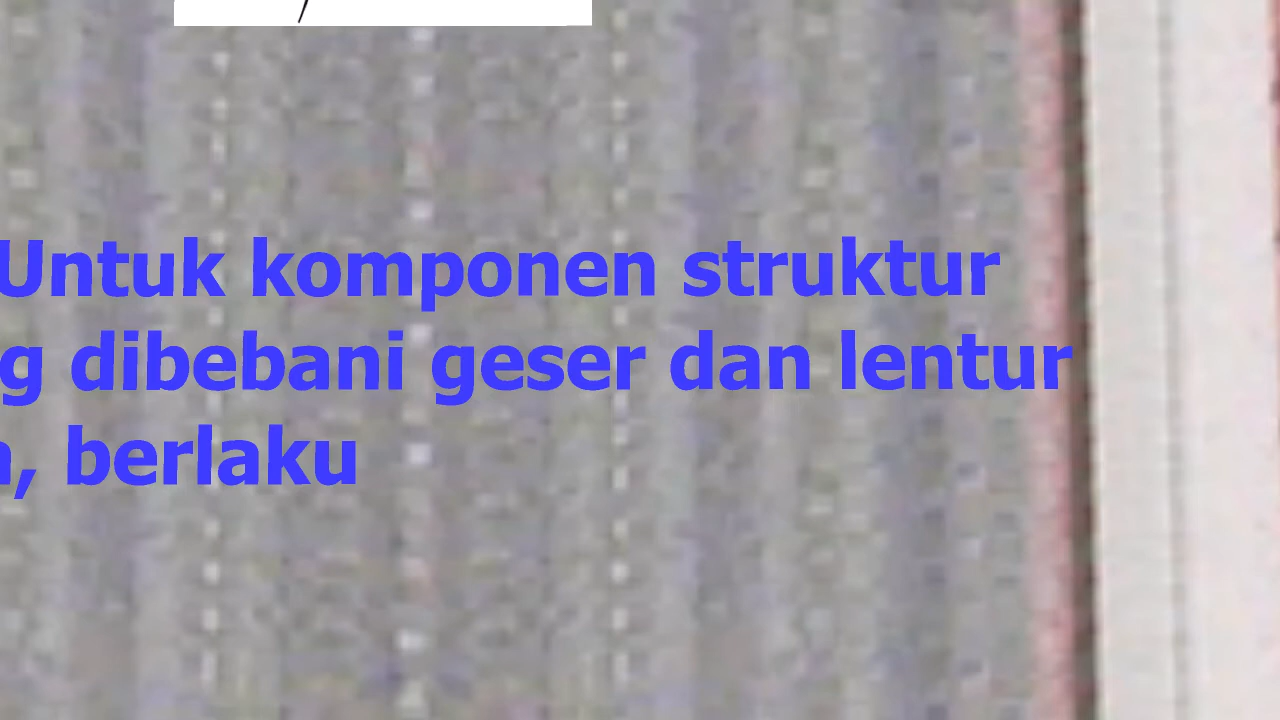 Untuk komponen struktur
dibebani geser dan lentur
berlaku